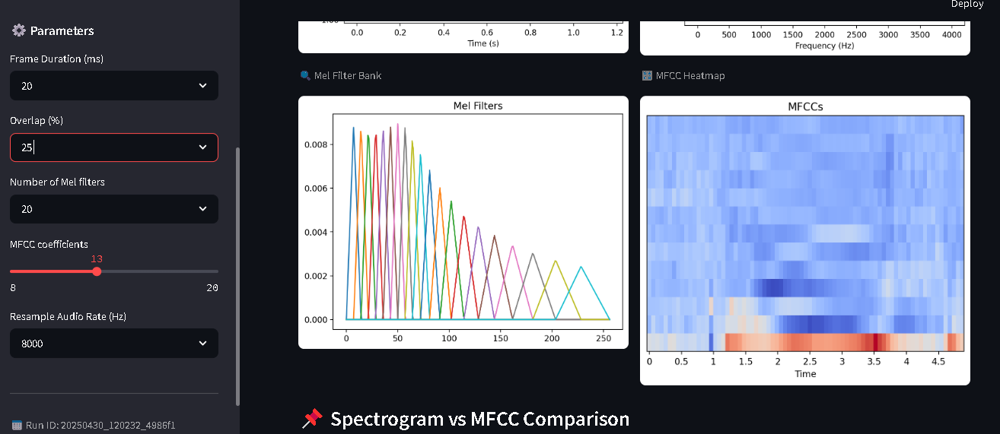 Deploy
Parameters
Frame Duration (ms)
20
Overlap (%)
25
Number of Mel filters
20
MFCC coefficients
13
8 20
Resample Audio Rate (Hz)
8000
Run ID: 20250430_120232_4986f1
0.0 0.2 0.4 0.6 0.8 1.0 1.2
Time (s)
0 500 1000 1500 2000 2500 3000 3500 4000
Frequency (Hz)
Mel Filter Bank
Mel Filters
0.008
0.006
0.004
0.002
0.000
0 50 100 150 200 250
MFCC Heatmap
MFCCs
0 0.5 1 1.5 2 2.5 3 3.5 4 4.5
Time
Spectrogram vs MFCC Comparison